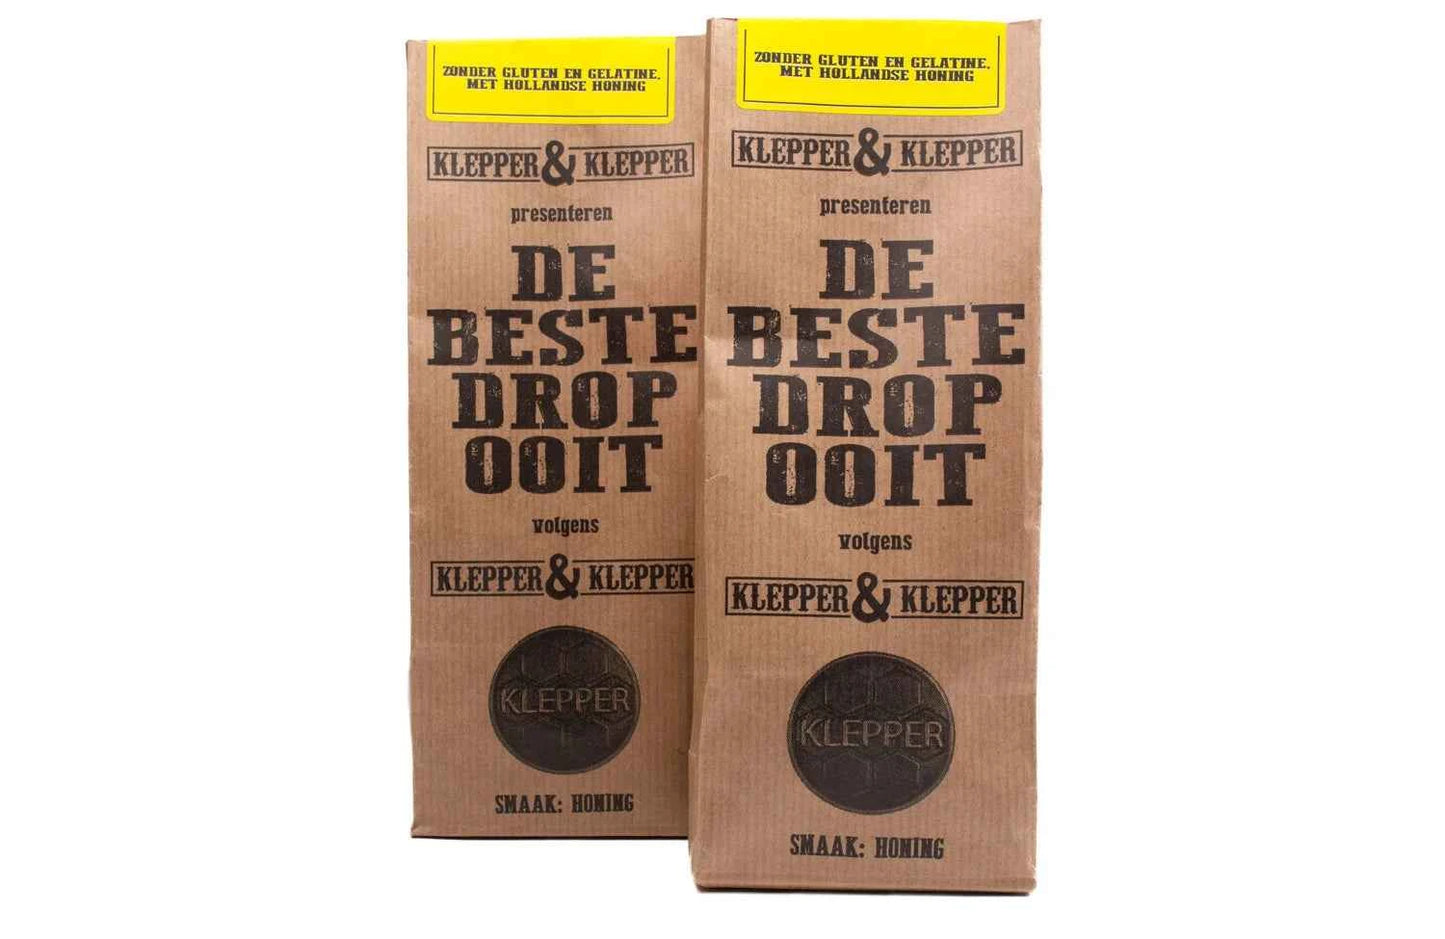 ZONDER GLUTEN EN GELATINE.
MET HOLLANDSE HONING
KLEPPER & KLEPPER
presenteren
DE
BESTE
DROP
OOIT
volgens
KLEPPER & KLEPPER
KLEPPER
SMAAK: HONING
ZONDER GLUTEN EN GELATINE.
MET HOLLANDSE HONING
KLEPPER & KLEPPER
presenteren
DE
BESTE
DROP
OOIT
volgens
KLEPPER & KLEPPER
KLEPPER
SMAAK: HONING